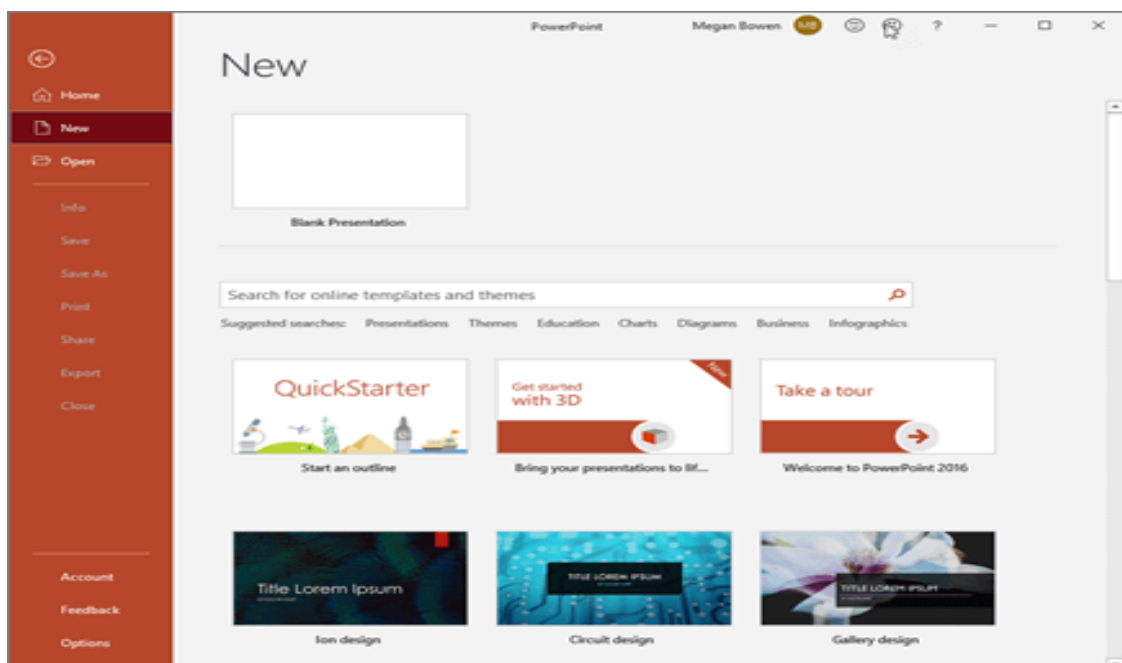 PowerPoint Megan Bowen MB ?
New
Home
New
Open
Info
Save
Save As
Print
Share
Export
Close
Account
Feedback
Options
Blank Presentation
Search for online templates and themes
Suggested searches: Presentations Themes Education Charts Diagrams Business Infographics
QuickStarter
Start an outline
New
Get started
with 3D
Bring your presentations to lif...
Take a tour
Welcome to PowerPoint 2016
Title Lorem Ipsum
Ion design
TITLE LOREM IPSUM
Circuit design
TITLE LOREM IPSUM
Gallery design